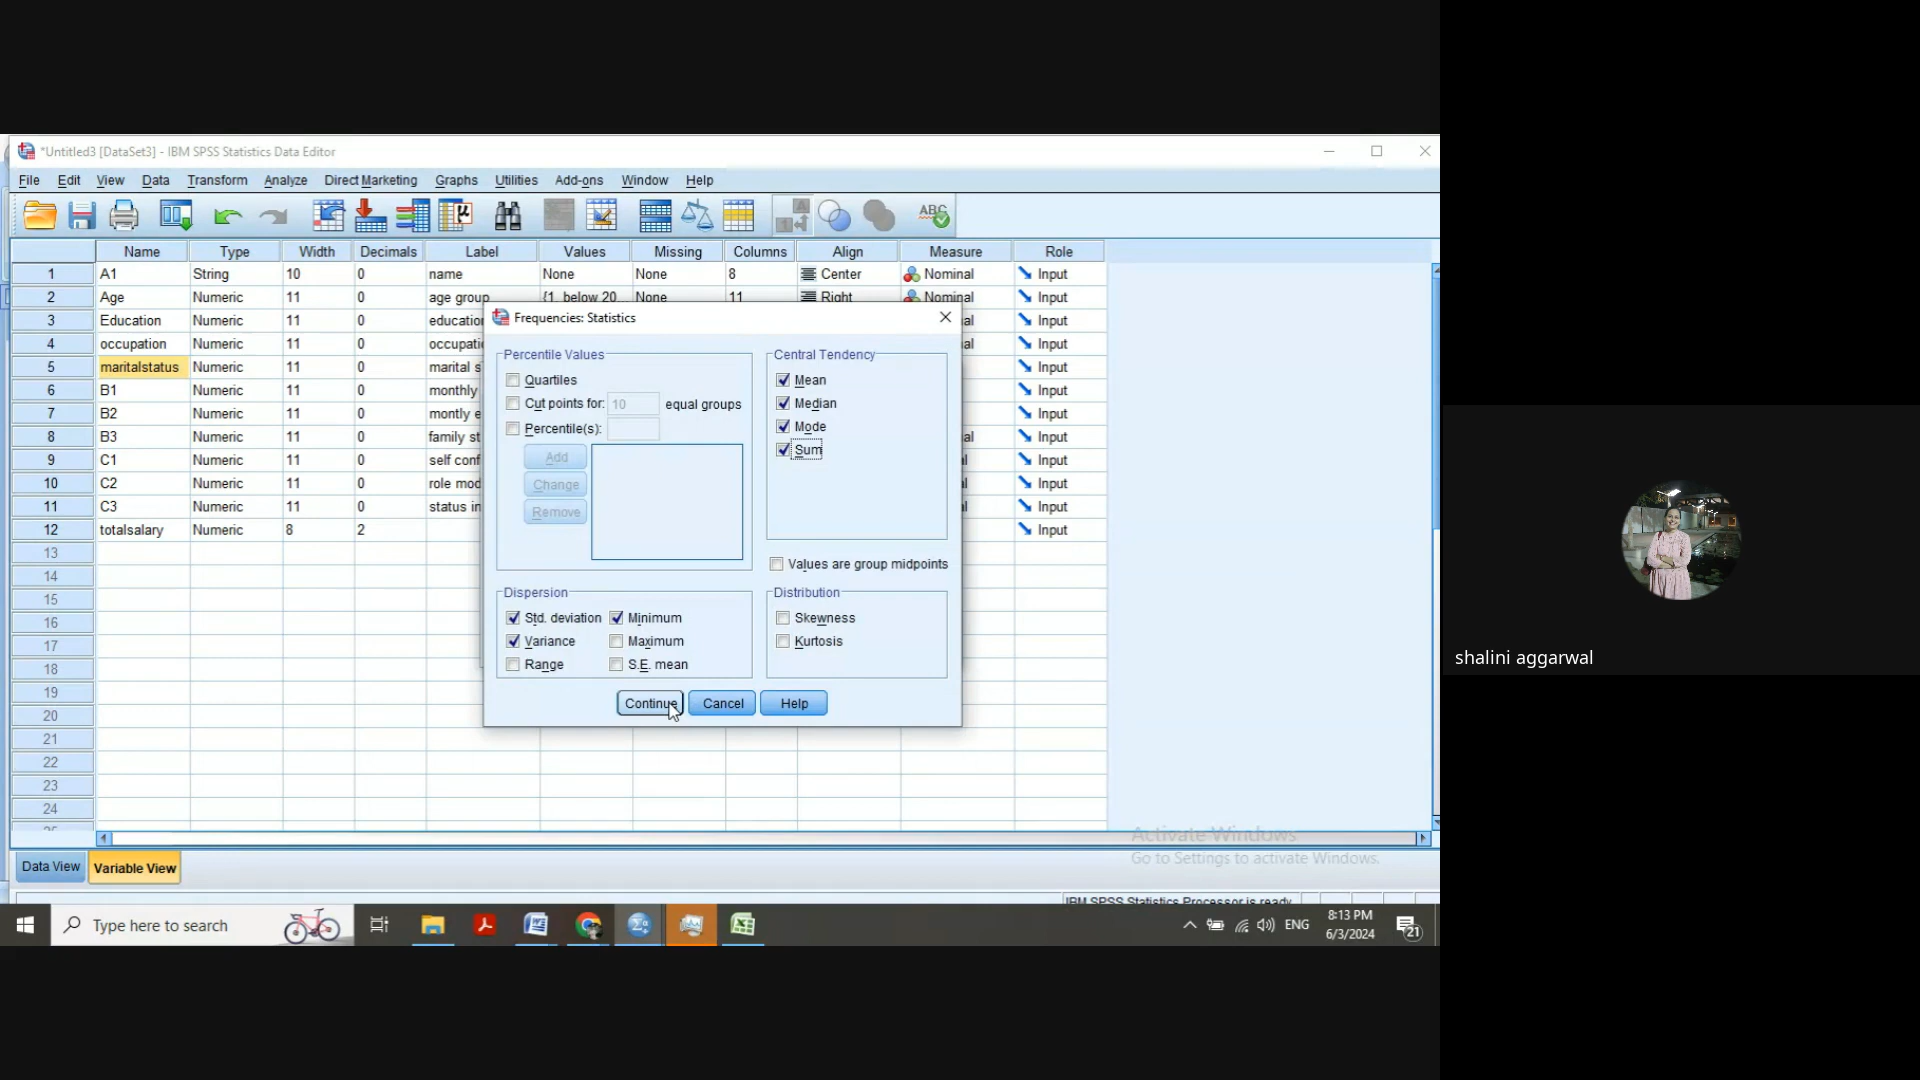 *Untitled3 [DataSet3] - IBM SPSS Statistics Data Editor
File Edit View Data Transform Analyze Direct Marketing Graphs Utilities Add-ons Window Help
Name Type Width Decimals Label Values Missing Columns Align Measure Role
1 A1 String 10 0 name None None 8 Center Nominal Input
2 Age Numeric 11 0 age group {1, below 20 None 11 Right Nominal Input
3 Education Numeric 11 0 education al Input
4 occupation Numeric 11 0 occupati al Input
5 maritalstatus Numeric 11 0 marital s Input
6 B1 Numeric 11 0 monthly Input
7 B2 Numeric 11 0 montly e Input
8 B3 Numeric 11 0 family st al Input
9 C1 Numeric 11 0 self conf l Input
10 C2 Numeric 11 0 role mod l Input
11 C3 Numeric 11 0 status in l Input
12 totalsalary Numeric 8 2 Input
13
14
15
16
17
18
19
20
21
22
23
24
Frequencies: Statistics
Percentile Values
Quartiles
Cut points for: 10 equal groups
Percentile(s):
Add
Change
Remove
Central Tendency
Mean
Median
Mode
Sum
Values are group midpoints
Dispersion
Std. deviation Minimum
Variance Maximum
Range S.E. mean
Distribution
Skewness
Kurtosis
Continue Cancel Help
Activate Windows
Go to Settings to activate Windows.
Data View Variable View
IBM SPSS Statistics Processor is ready
Type here to search
ENG
8:13 PM
6/3/2024
21
shalini aggarwal